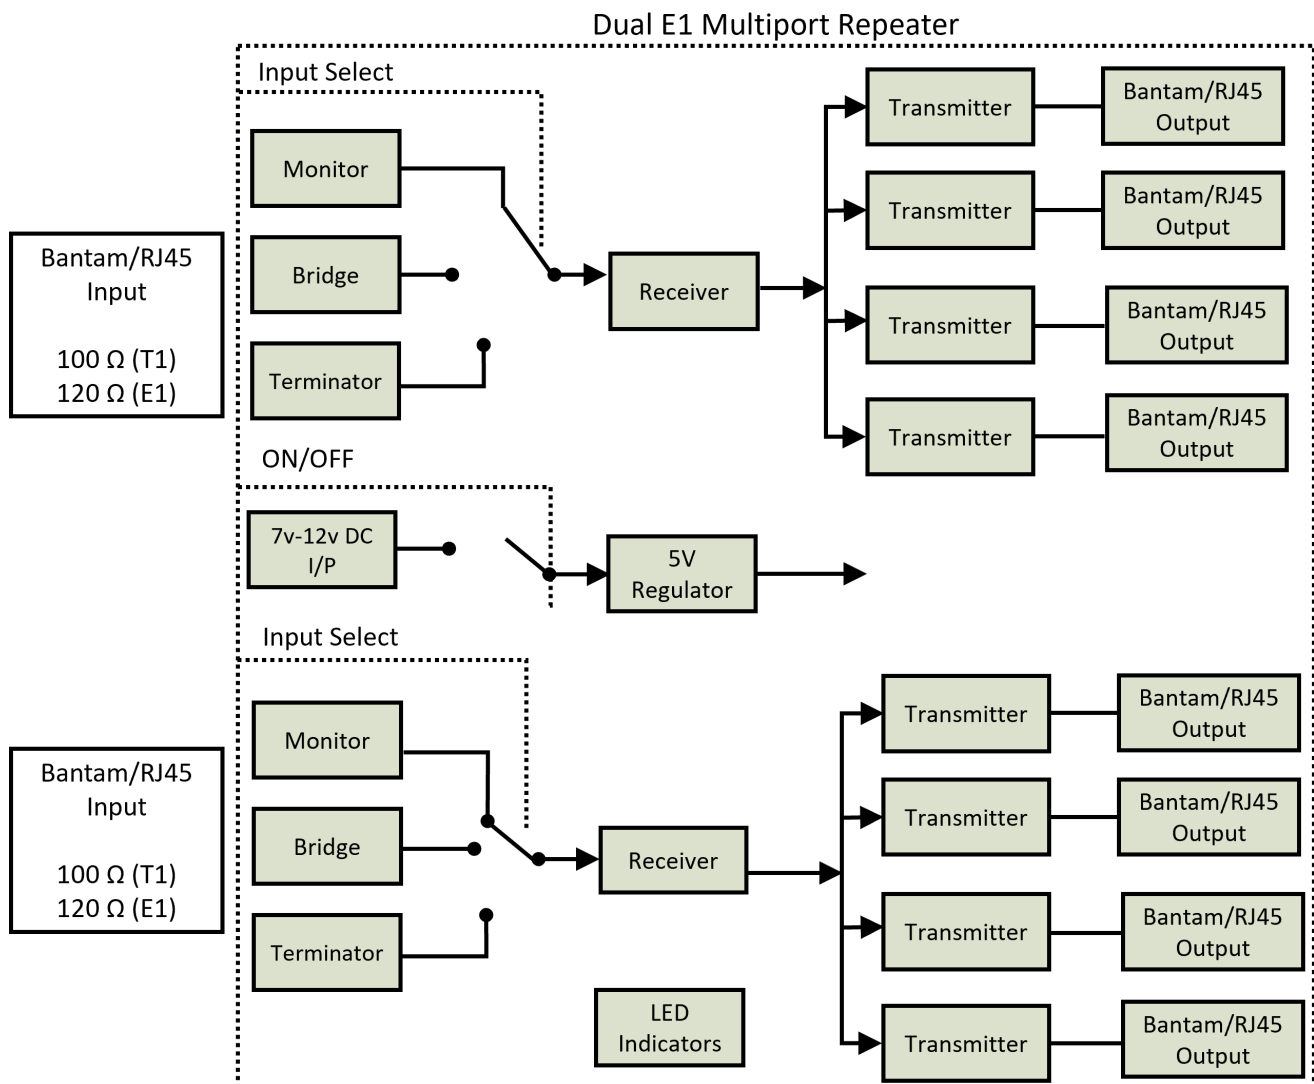 Dual E1 Multiport Repeater
Input Select
Monitor
Bridge
Terminator
Bantam/RJ45
Input
100 Ω (T1)
120 Ω (E1)
Receiver
Transmitter
Bantam/RJ45
Output
Transmitter
Bantam/RJ45
Output
Transmitter
Bantam/RJ45
Output
Transmitter
Bantam/RJ45
Output
ON/OFF
7v-12v DC
I/P
5V
Regulator
Input Select
Monitor
Bridge
Terminator
Bantam/RJ45
Input
100 Ω (T1)
120 Ω (E1)
Receiver
Transmitter
Bantam/RJ45
Output
Transmitter
Bantam/RJ45
Output
Transmitter
Bantam/RJ45
Output
Transmitter
Bantam/RJ45
Output
LED
Indicators